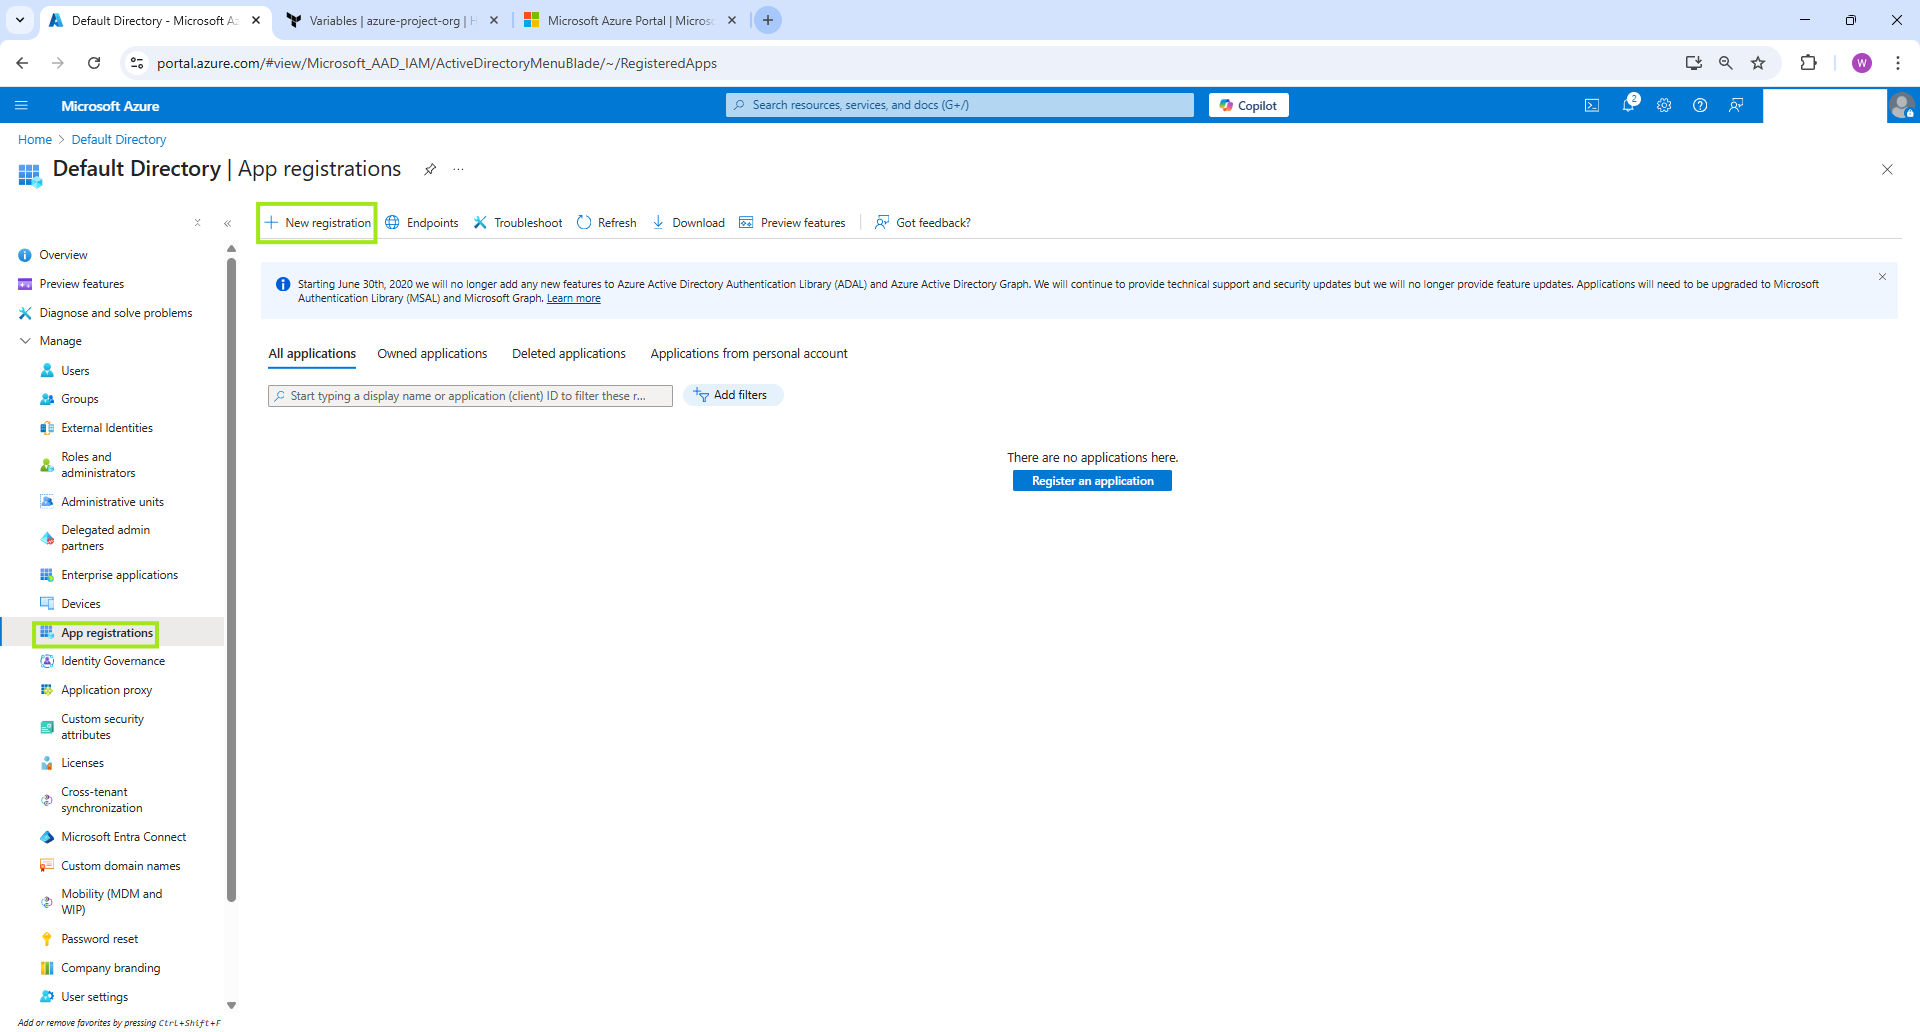 Default Directory - Microsoft Az
Variables | azure-project-org | H
Microsoft Azure Portal | Microso
portal.azure.com/#view/Microsoft_AAD_IAM/ActiveDirectoryMenuBlade/~/RegisteredApps
W
Microsoft Azure
Search resources, services, and docs (G+/)
Copilot
2
Home > Default Directory
Default Directory | App registrations
New registration
Endpoints
Troubleshoot
Refresh
Download
Preview features
Got feedback?
Overview
Preview features
Diagnose and solve problems
Manage
Users
Groups
External Identities
Roles and
administrators
Administrative units
Delegated admin
partners
Enterprise applications
Devices
App registrations
Identity Governance
Application proxy
Custom security
attributes
Licenses
Cross-tenant
synchronization
Microsoft Entra Connect
Custom domain names
Mobility (MDM and
WIP)
Password reset
Company branding
User settings
Add or remove favorites by pressing Ctrl+Shift+F
Starting June 30th, 2020 we will no longer add any new features to Azure Active Directory Authentication Library (ADAL) and Azure Active Directory Graph. We will continue to provide technical support and security updates but we will no longer provide feature updates. Applications will need to be upgraded to Microsoft
Authentication Library (MSAL) and Microsoft Graph. Learn more
All applications
Owned applications
Deleted applications
Applications from personal account
Start typing a display name or application (client) ID to filter these r...
Add filters
There are no applications here.
Register an application